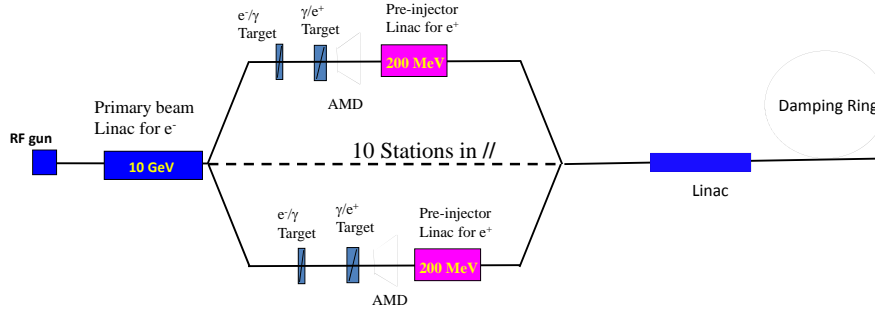 e⁻/γ
Target
γ/e⁺
Target
Pre-injector
Linac for e⁺
200 MeV
AMD
Primary beam
Linac for e⁻
RF gun
10 GeV
10 Stations in //
Damping Ring
Linac
e⁻/γ
Target
γ/e⁺
Target
Pre-injector
Linac for e⁺
200 MeV
AMD